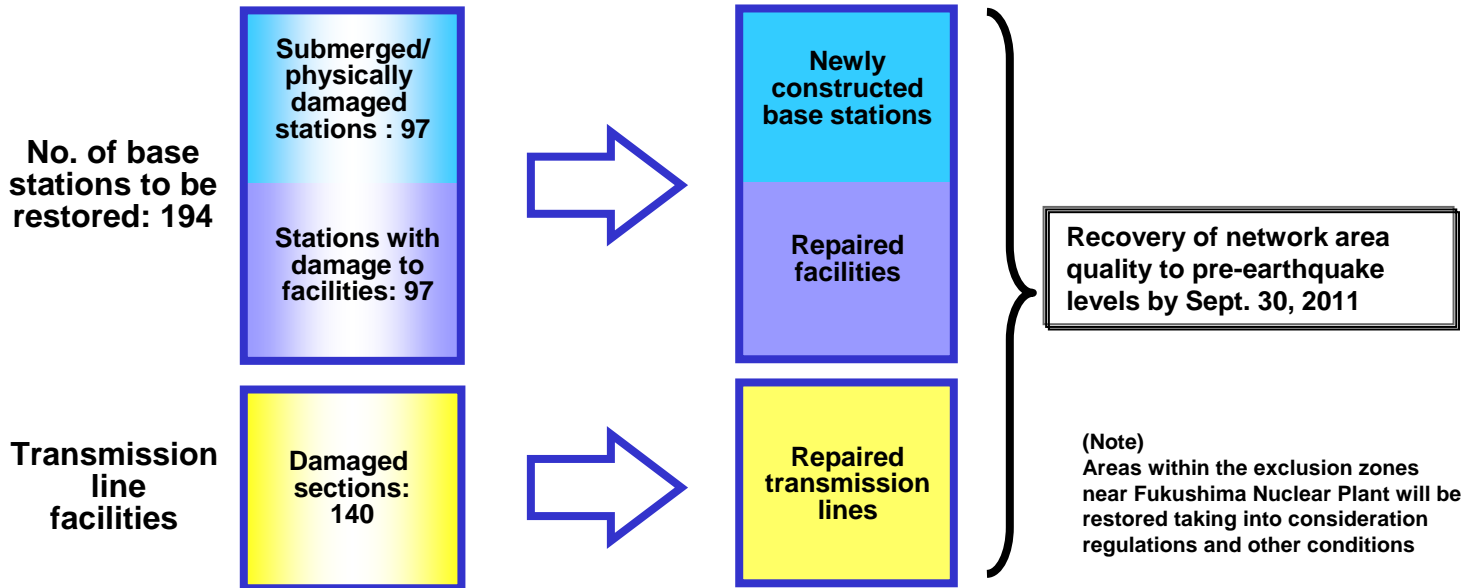 No. of base
stations to be
restored: 194
Submerged/
physically
damaged
stations : 97
Stations with
damage to
facilities: 97
Newly
constructed
base stations
Repaired
facilities
Transmission
line
facilities
Damaged
sections:
140
Repaired
transmission
lines
Recovery of network area
quality to pre-earthquake
levels by Sept. 30, 2011
(Note)
Areas within the exclusion zones
near Fukushima Nuclear Plant will be
restored taking into consideration
regulations and other conditions